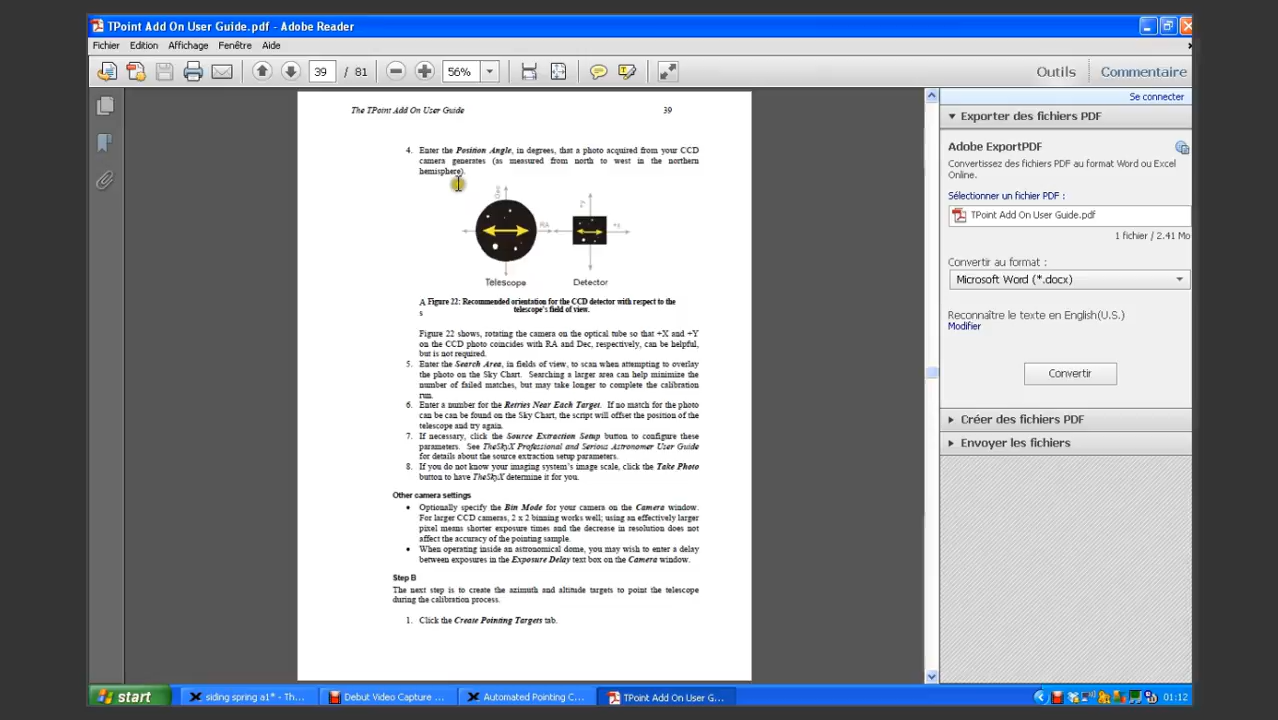 TPoint Add On User Guide.pdf - Adobe Reader
Fichier Edition Affichage Fenêtre Aide
39 / 81 56% Outils Commentaire
Se connecter
The TPoint Add On User Guide 39
4. Enter the Position Angle, in degrees, that a photo acquired from your CCD
camera generates (as measured from north to west in the northern
hemisphere).
Dec
RA
+y
+x
Telescope Detector
A Figure 22: Recommended orientation for the CCD detector with respect to the
s telescope's field of view.
Figure 22 shows, rotating the camera on the optical tube so that +X and +Y
on the CCD photo coincides with RA and Dec, respectively, can be helpful,
but is not required.
5. Enter the Search Area, in fields of view, to scan when attempting to overlay
the photo on the Sky Chart. Searching a larger area can help minimize the
number of failed matches, but may take longer to complete the calibration
run.
6. Enter a number for the Retries Near Each Target. If no match for the photo
can be can be found on the Sky Chart, the script will offset the position of the
telescope and try again.
7. If necessary, click the Source Extraction Setup button to configure these
parameters. See TheSkyX Professional and Serious Astronomer User Guide
for details about the source extraction setup parameters.
8. If you do not know your imaging system's image scale, click the Take Photo
button to have TheSkyX determine it for you.
Other camera settings
• Optionally specify the Bin Mode for your camera on the Camera window.
For larger CCD cameras, 2 x 2 binning works well; using an effectively larger
pixel means shorter exposure times and the decrease in resolution does not
affect the accuracy of the pointing sample.
• When operating inside an astronomical dome, you may wish to enter a delay
between exposures in the Exposure Delay text box on the Camera window.
Step B
The next step is to create the azimuth and altitude targets to point the telescope
during the calibration process.
1. Click the Create Pointing Targets tab.
Exporter des fichiers PDF
Adobe ExportPDF
Convertissez des fichiers PDF au format Word ou Excel
Online.
Sélectionner un fichier PDF :
TPoint Add On User Guide.pdf
1 fichier / 2.41 Mo
Convertir au format :
Microsoft Word (*.docx)
Reconnaître le texte en English(U.S.)
Modifier
Convertir
Créer des fichiers PDF
Envoyer les fichiers
start siding spring a1* - Th... Debut Video Capture ... Automated Pointing C... TPoint Add On User G... 01:12